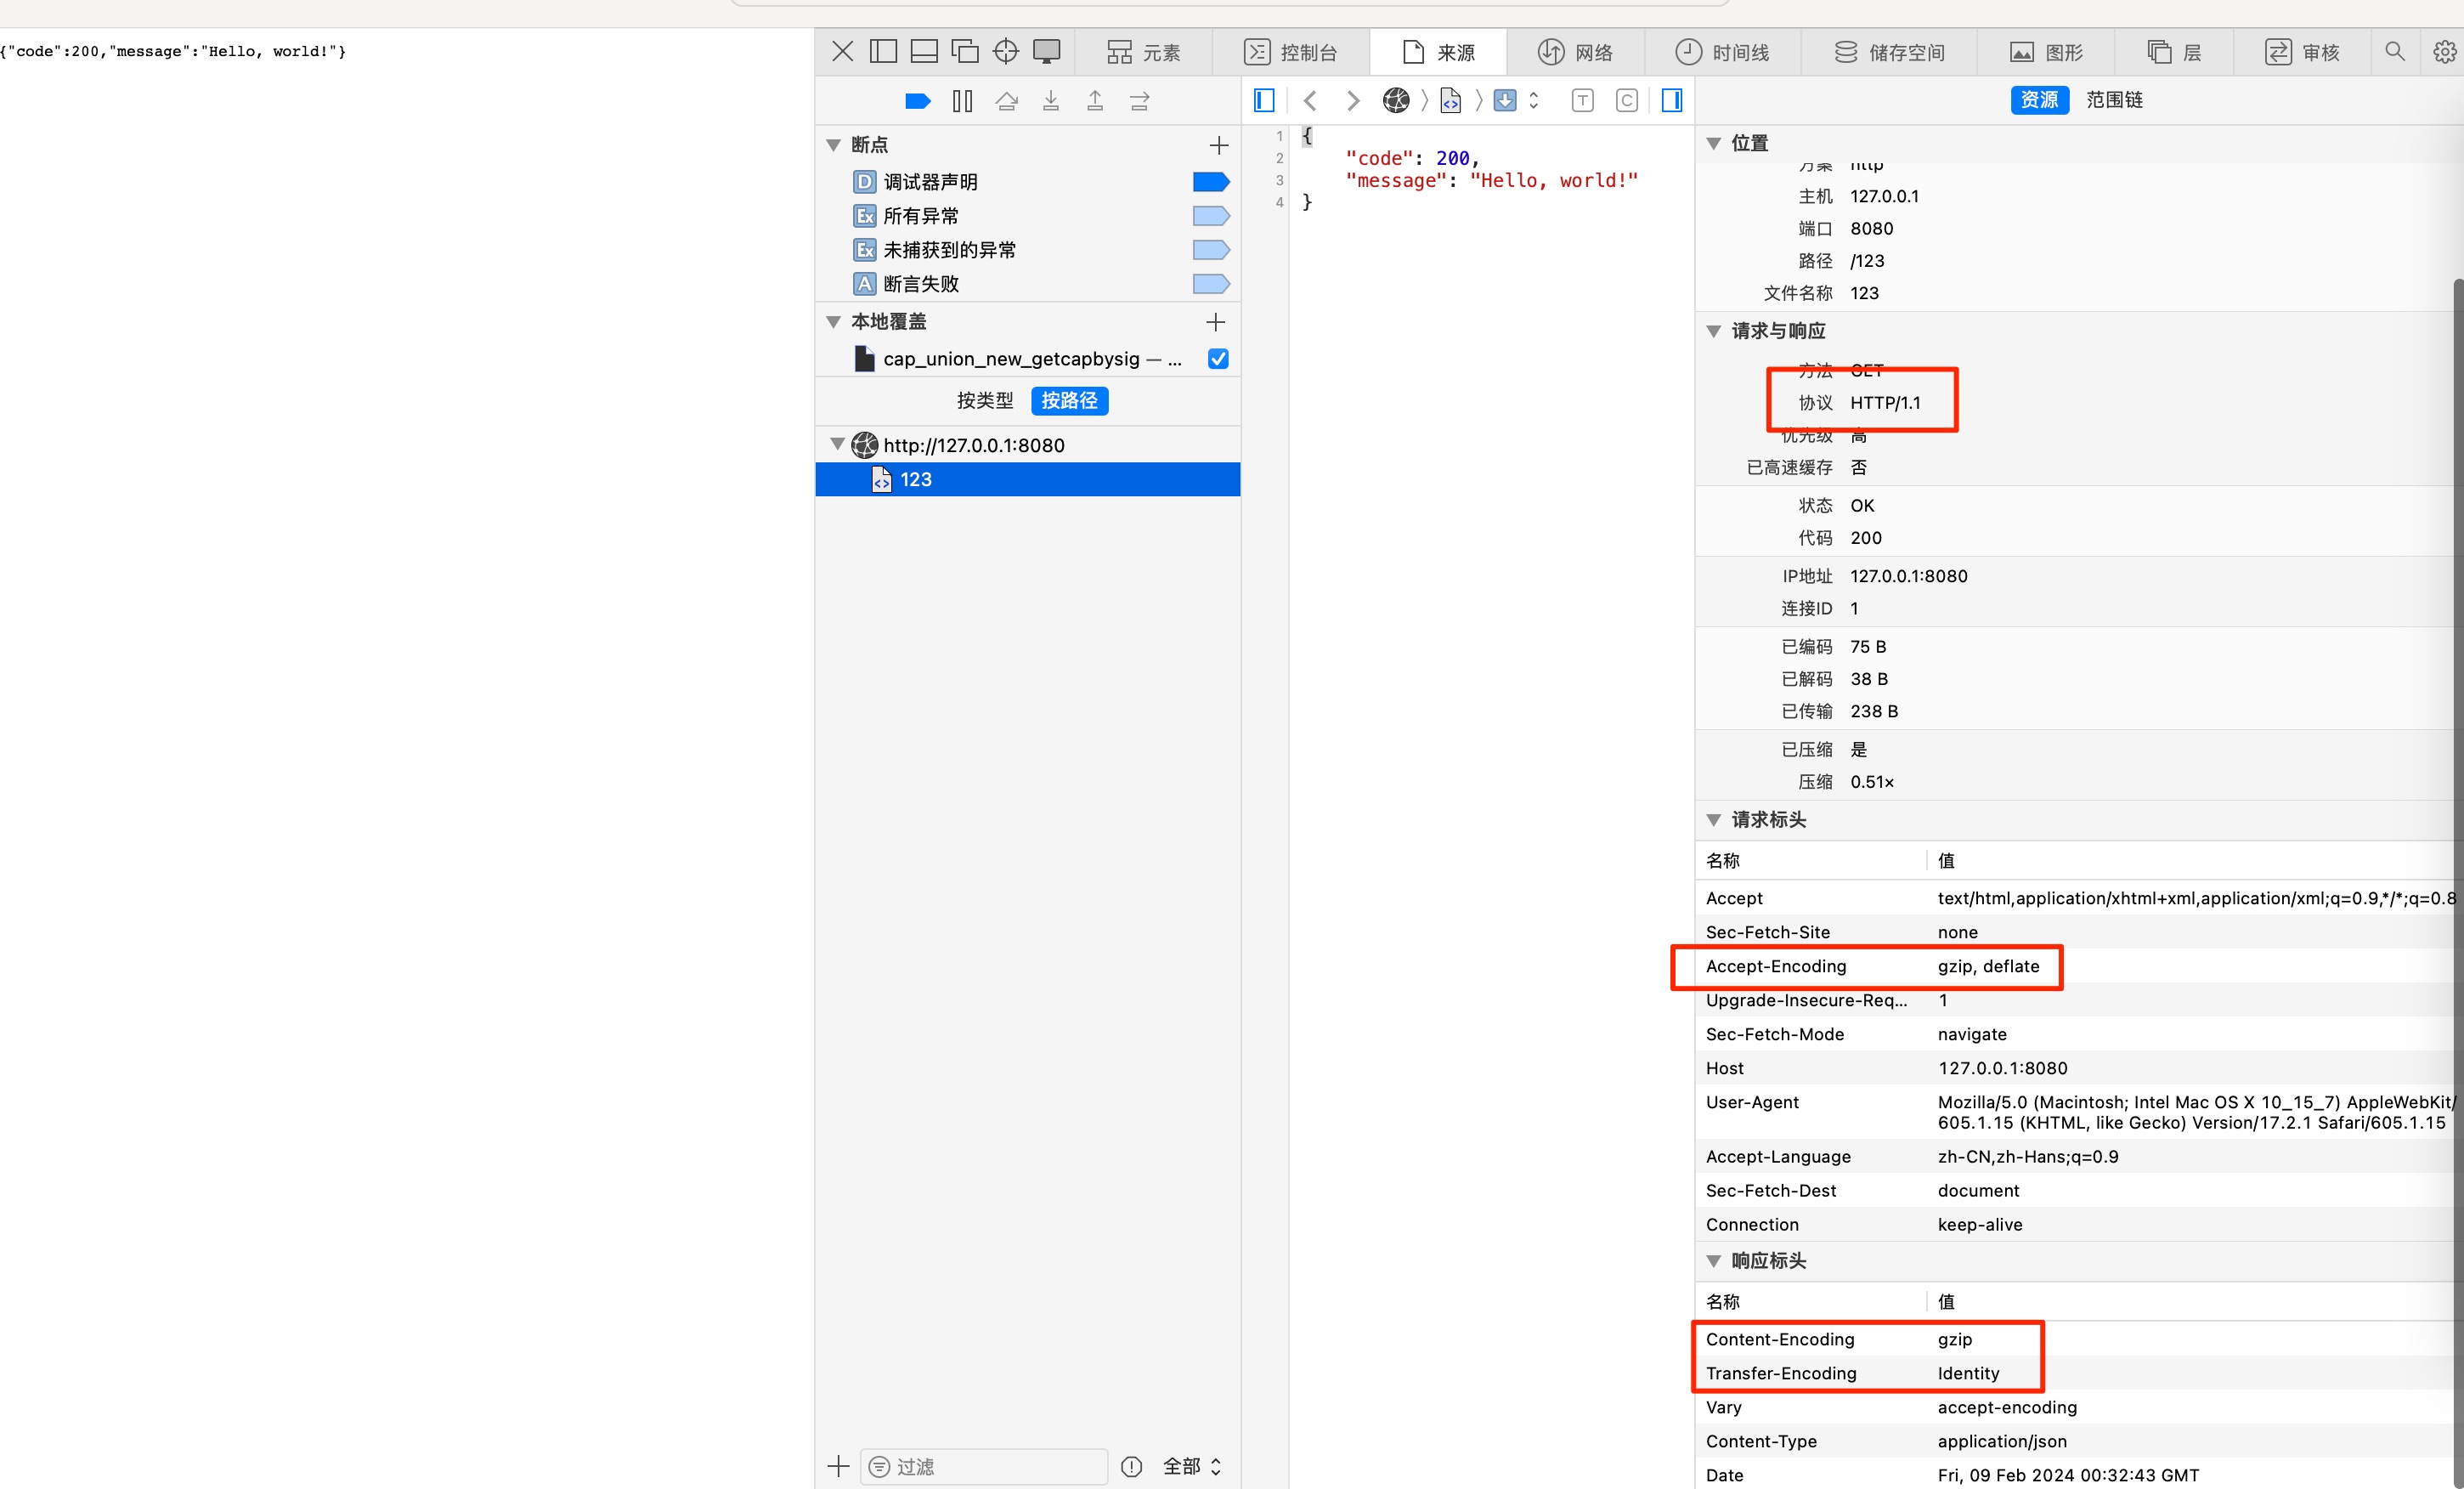 {"code":200,"message":"Hello, world!"}
元素
控制台
来源
网络
时间线
储存空间
图形
层
审核
资源
范围链
断点
D 调试器声明
Ex 所有异常
Ex 未捕获到的异常
A 断言失败
本地覆盖
cap_union_new_getcapbysig — ...
按类型 按路径
http://127.0.0.1:8080
123
过滤
全部
T
C
1 {
2 "code": 200,
3 "message": "Hello, world!"
4 }
位置
方案 http
主机 127.0.0.1
端口 8080
路径 /123
文件名称 123
请求与响应
方法 GET
协议 HTTP/1.1
优先级 高
已高速缓存 否
状态 OK
代码 200
IP地址 127.0.0.1:8080
连接ID 1
已编码 75 B
已解码 38 B
已传输 238 B
已压缩 是
压缩 0.51×
请求标头
名称 值
Accept text/html,application/xhtml+xml,application/xml;q=0.9,*/*;q=0.8
Sec-Fetch-Site none
Accept-Encoding gzip, deflate
Upgrade-Insecure-Req... 1
Sec-Fetch-Mode navigate
Host 127.0.0.1:8080
User-Agent Mozilla/5.0 (Macintosh; Intel Mac OS X 10_15_7) AppleWebKit/
605.1.15 (KHTML, like Gecko) Version/17.2.1 Safari/605.1.15
Accept-Language zh-CN,zh-Hans;q=0.9
Sec-Fetch-Dest document
Connection keep-alive
响应标头
名称 值
Content-Encoding gzip
Transfer-Encoding Identity
Vary accept-encoding
Content-Type application/json
Date Fri, 09 Feb 2024 00:32:43 GMT